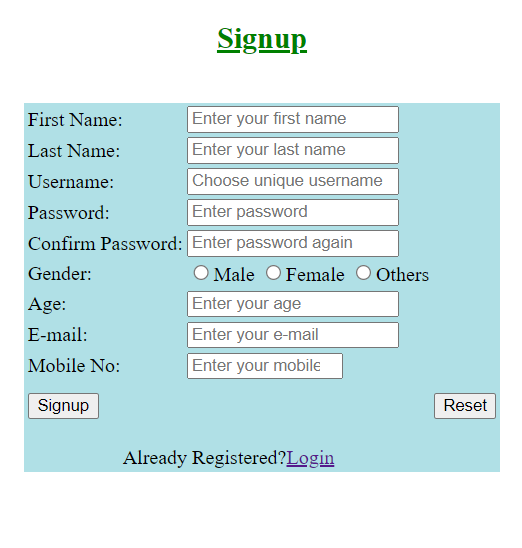 Signup
First Name: Enter your first name
Last Name: Enter your last name
Username: Choose unique username
Password: Enter password
Confirm Password: Enter password again
Gender: Male Female Others
Age: Enter your age
E-mail: Enter your e-mail
Mobile No: Enter your mobile
Signup Reset
Already Registered?Login